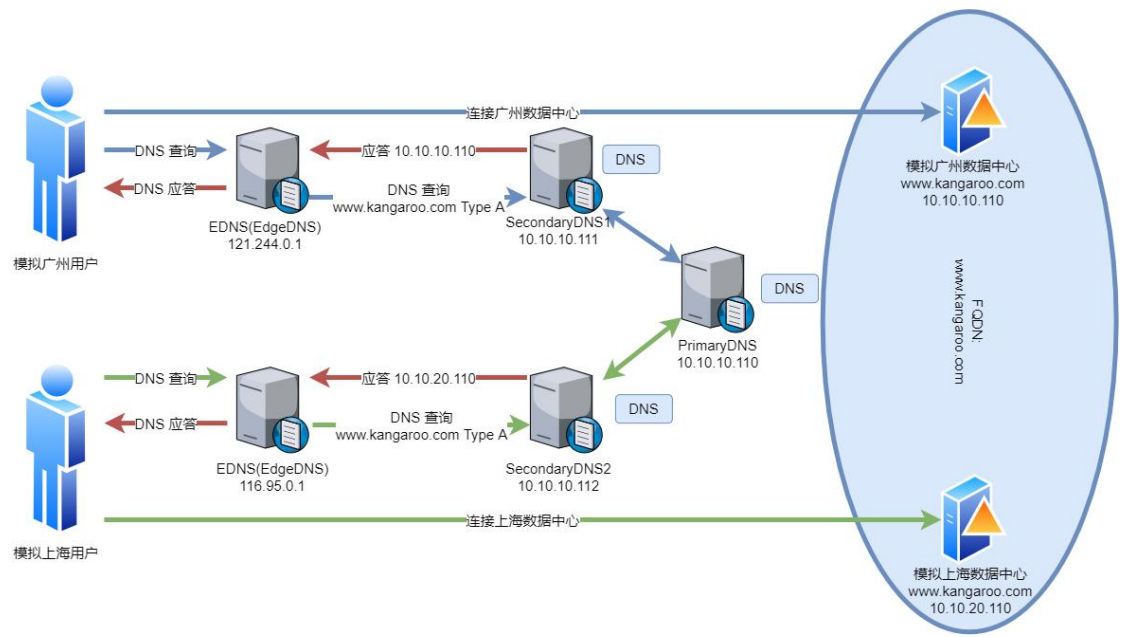 连接广州数据中心
DNS 查询
应答 10.10.10.110
DNS
DNS 应答
DNS 查询
www.kangaroo.com Type A
EDNS(EdgeDNS)
121.244.0.1
SecondaryDNS1
10.10.10.111
模拟广州用户
模拟广州数据中心
www.kangaroo.com
10.10.10.110
DNS
PrimaryDNS
10.10.10.110
FQDN:
www.kangaroo.com
DNS 查询
应答 10.10.20.110
DNS
DNS 应答
DNS 查询
www.kangaroo.com Type A
EDNS(EdgeDNS)
116.95.0.1
SecondaryDNS2
10.10.10.112
连接上海数据中心
模拟上海用户
模拟上海数据中心
www.kangaroo.com
10.10.20.110